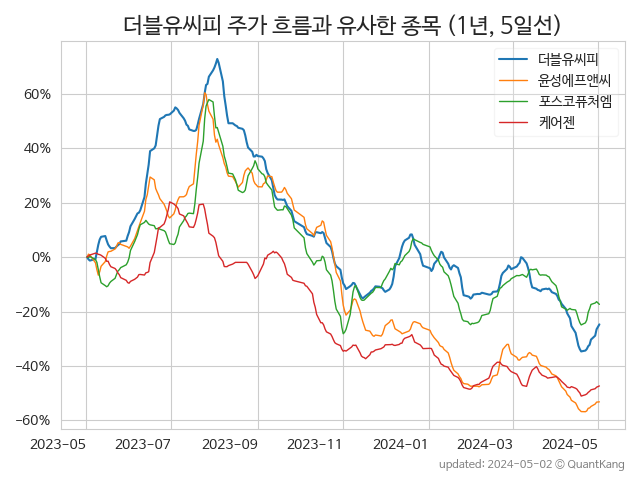 더블유씨피 주가 흐름과 유사한 종목 (1년, 5일선)
더블유씨피
윤성에프앤씨
포스코퓨처엠
케어젠
60%
40%
20%
0%
−20%
−40%
−60%
2023-05
2023-07
2023-09
2023-11
2024-01
2024-03
2024-05
updated: 2024-05-02 © QuantKang